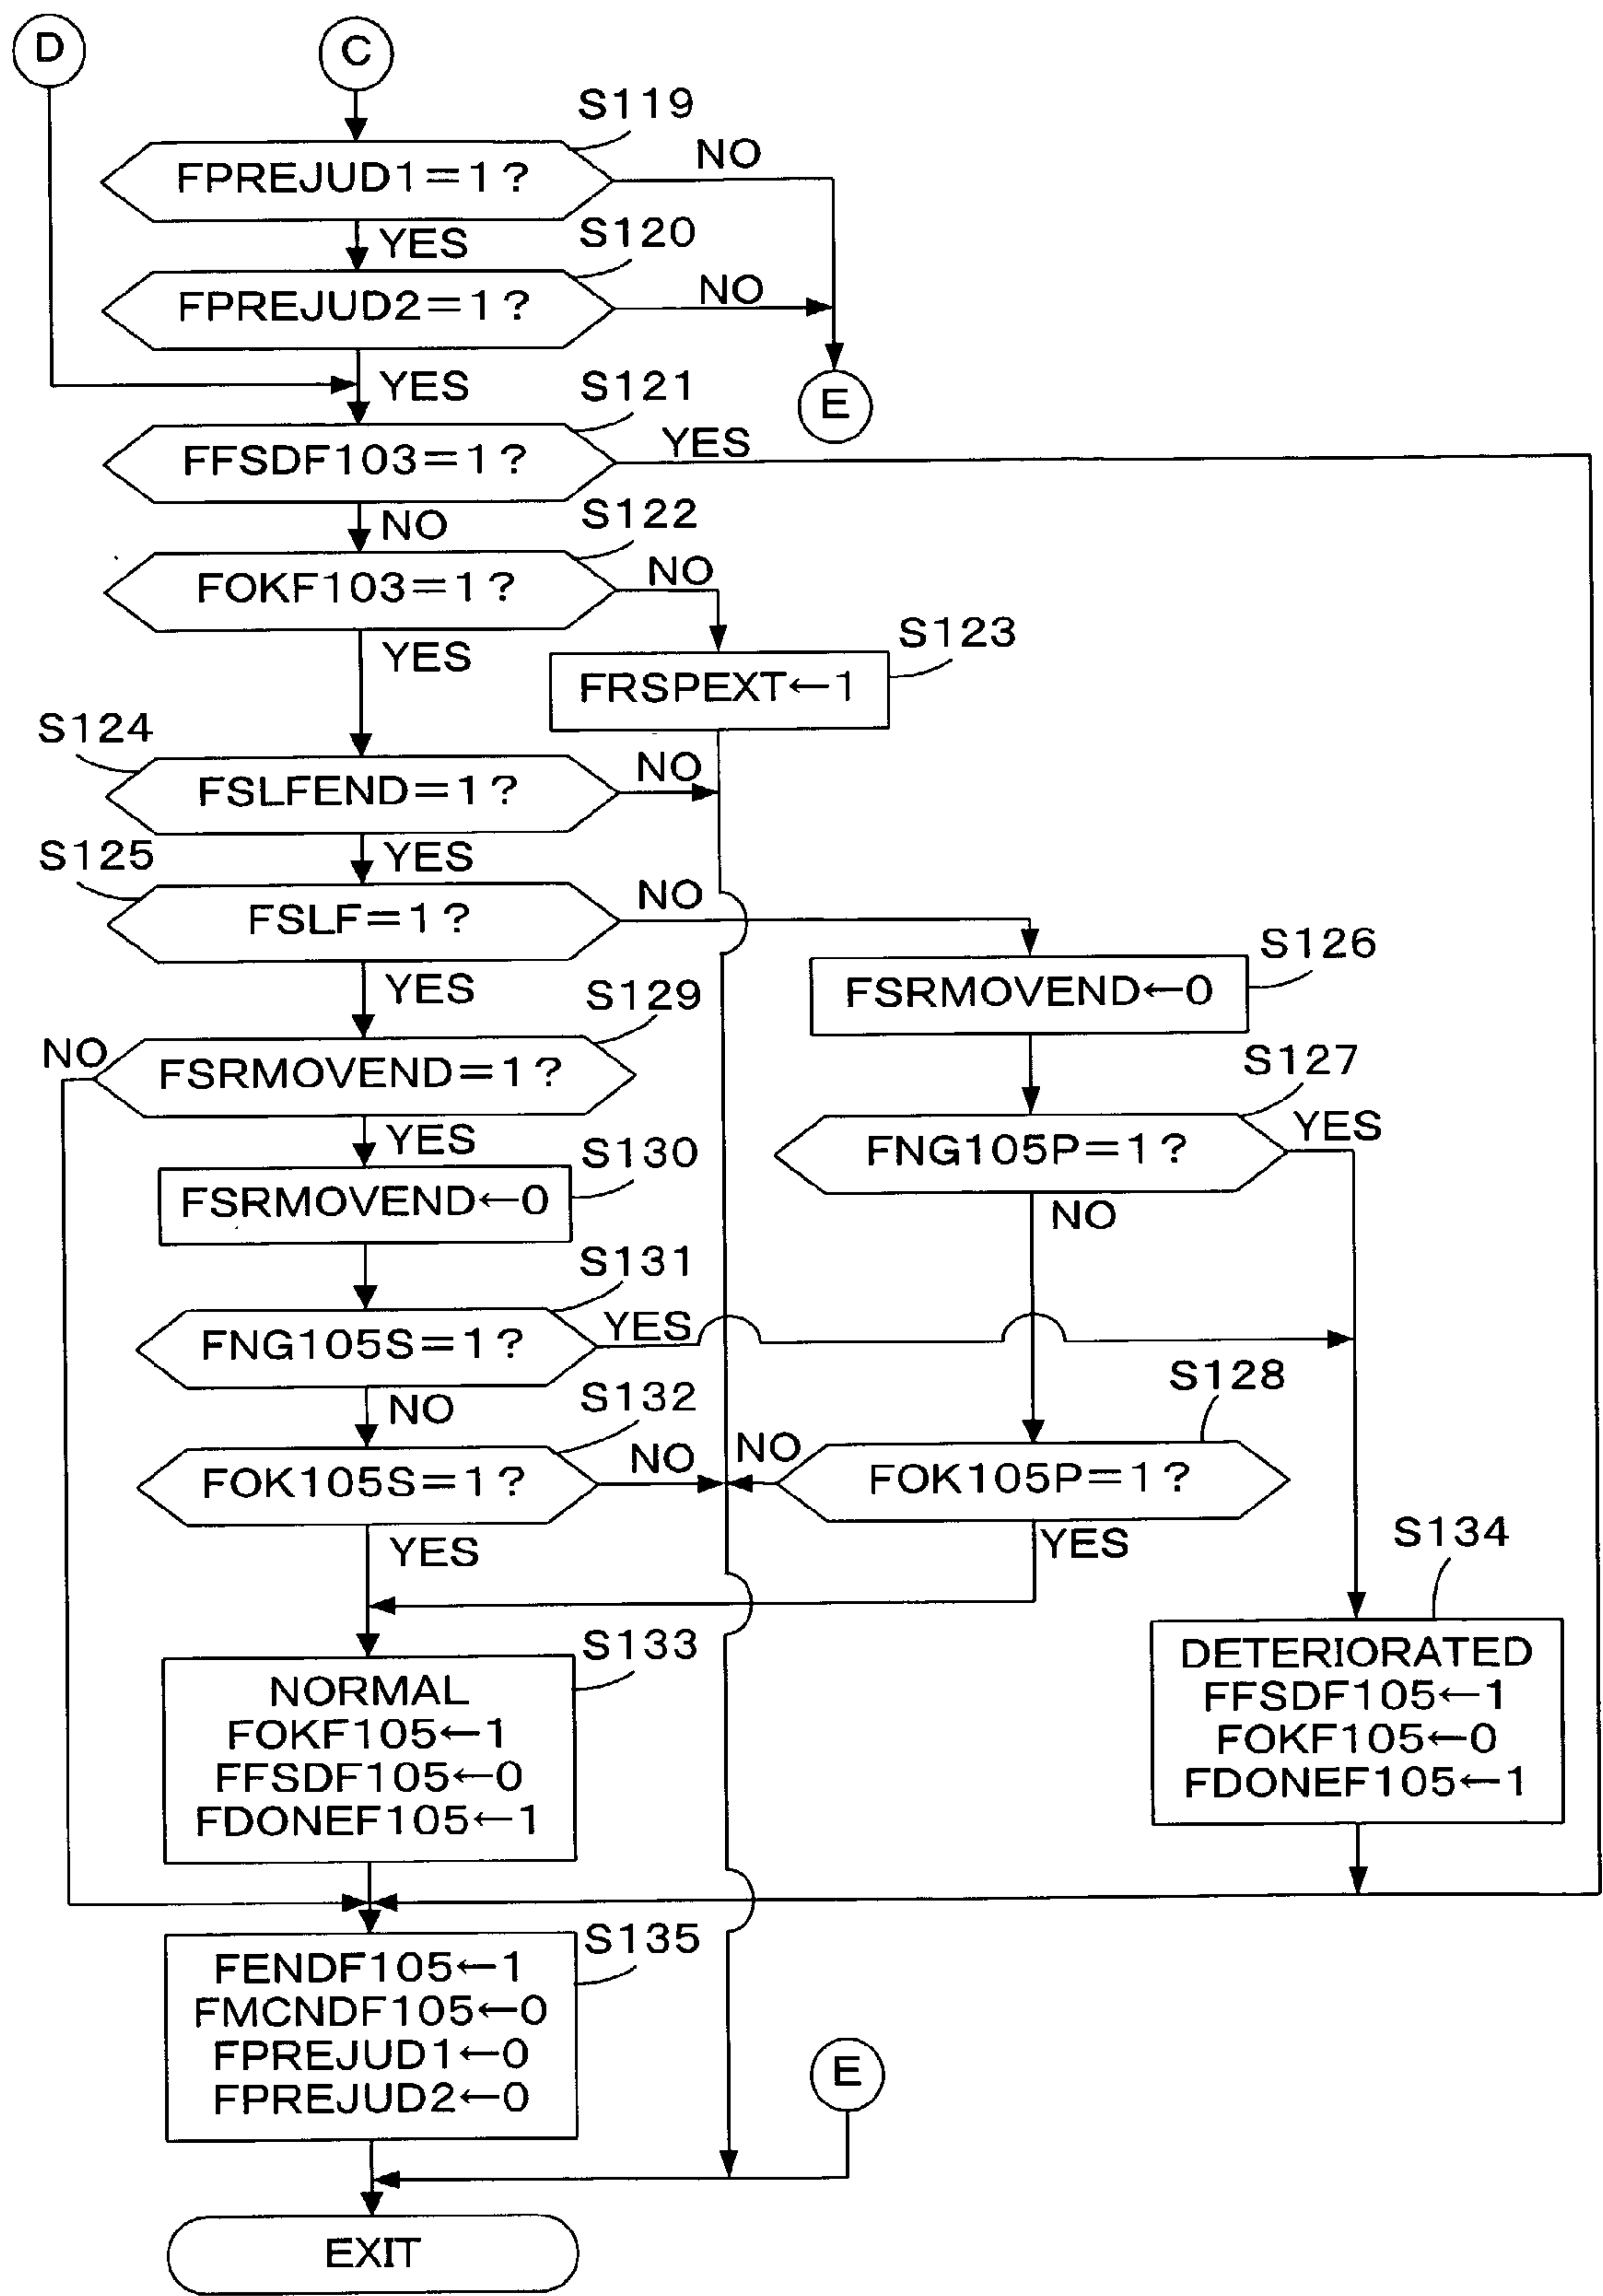 D
C
S119
FPREJUD1=1?
NO
YES
S120
FPREJUD2=1?
NO
YES
E
S121
FFSDF103=1?
YES
NO
S122
FOKF103=1?
NO
YES
S123
FRSPEXT←1
S124
FSLFEND=1?
NO
YES
S125
FSLF=1?
NO
YES
S126
FSRMOVEND←0
S129
NO
FSRMOVEND=1?
YES
S127
FNG105P=1?
YES
NO
S130
FSRMOVEND←0
S131
FNG105S=1?
YES
NO
S132
FOK105S=1?
NO
YES
S128
NO
FOK105P=1?
YES
S134
DETERIORATED
FFSDF105←1
FOKF105←0
FDONEF105←1
S133
NORMAL
FOKF105←1
FFSDF105←0
FDONEF105←1
S135
FENDF105←1
FMCNDF105←0
FPREJUD1←0
FPREJUD2←0
E
EXIT